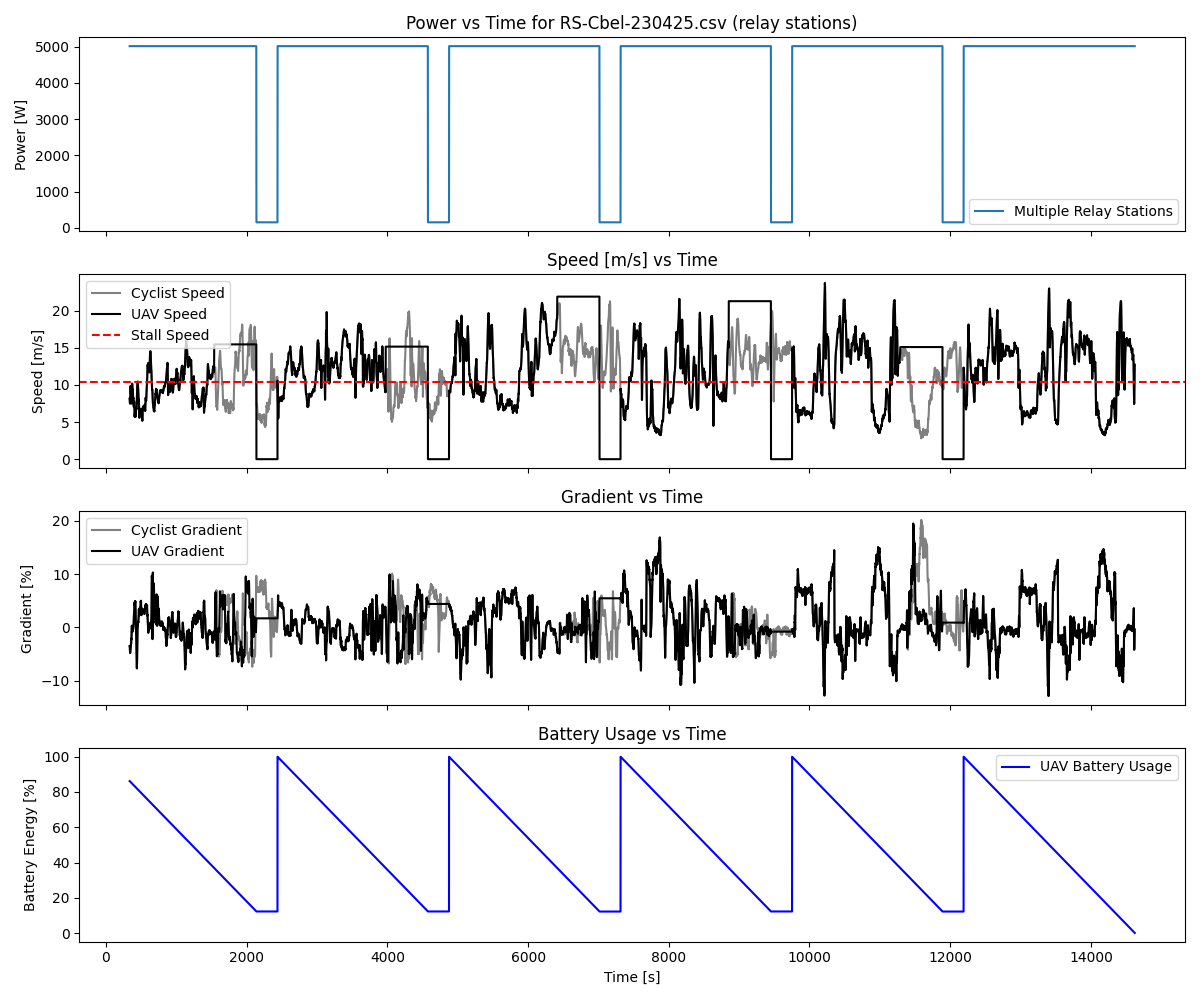 Power vs Time for RS-Cbel-230425.csv (relay stations)
5000
4000
3000
2000
1000
0
Power [W]
Multiple Relay Stations
Speed [m/s] vs Time
20
15
10
5
0
Speed [m/s]
Cyclist Speed
UAV Speed
Stall Speed
Gradient vs Time
20
10
0
−10
Gradient [%]
Cyclist Gradient
UAV Gradient
Battery Usage vs Time
100
80
60
40
20
0
Battery Energy [%]
UAV Battery Usage
0 2000 4000 6000 8000 10000 12000 14000
Time [s]